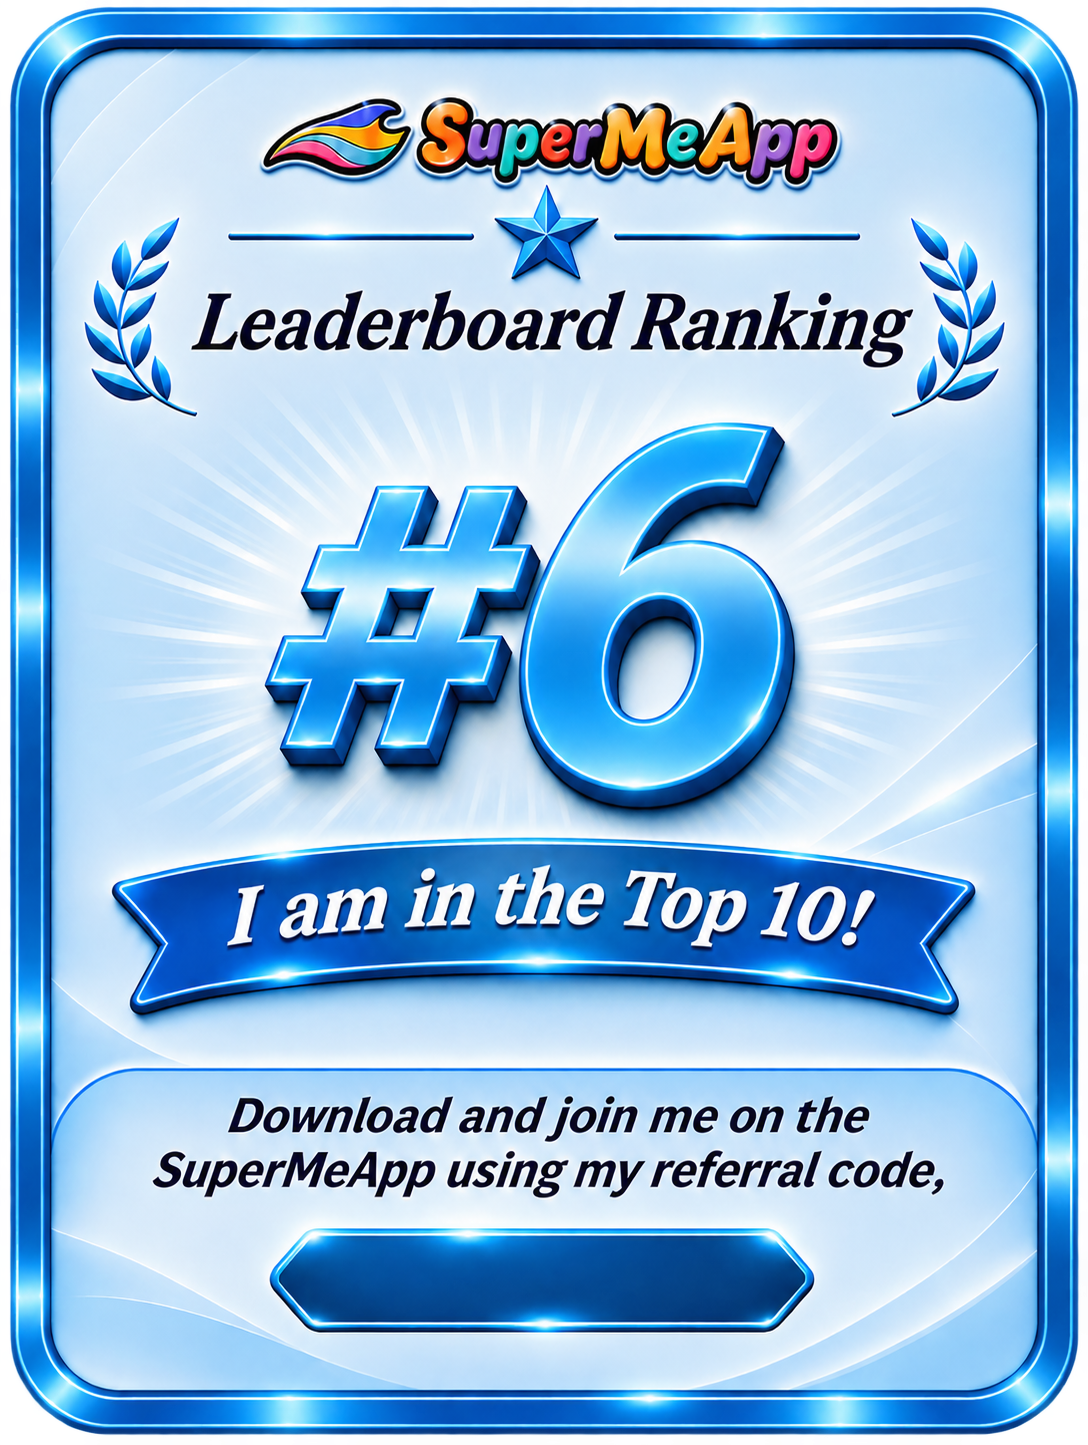 SuperMeApp
Leaderboard Ranking
#6
I am in the Top 10!
Download and join me on the
SuperMeApp using my referral code,